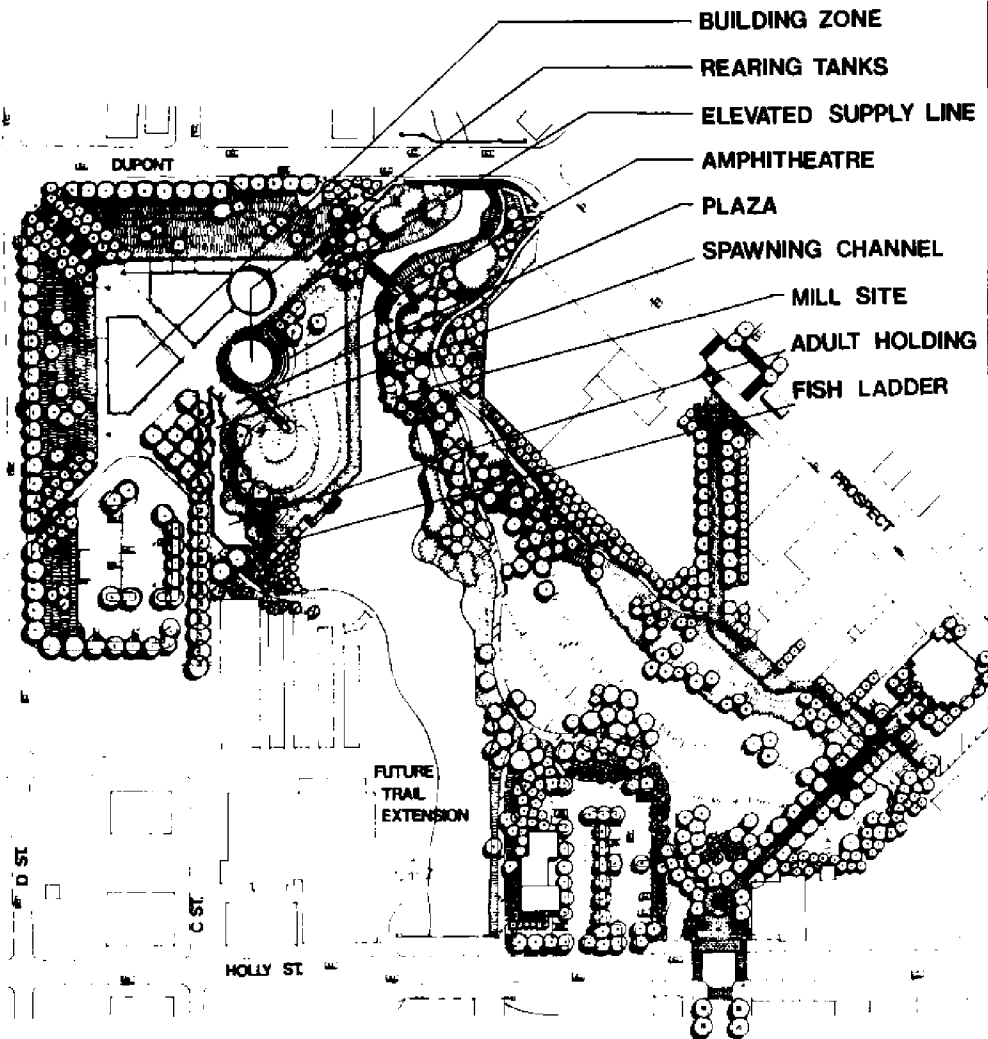 BUILDING ZONE
REARING TANKS
ELEVATED SUPPLY LINE
AMPHITHEATRE
PLAZA
SPAWNING CHANNEL
MILL SITE
ADULT HOLDING
FISH LADDER
DUPONT
PROSPECT
FUTURE
TRAIL
EXTENSION
D ST.
C ST.
HOLLY ST.